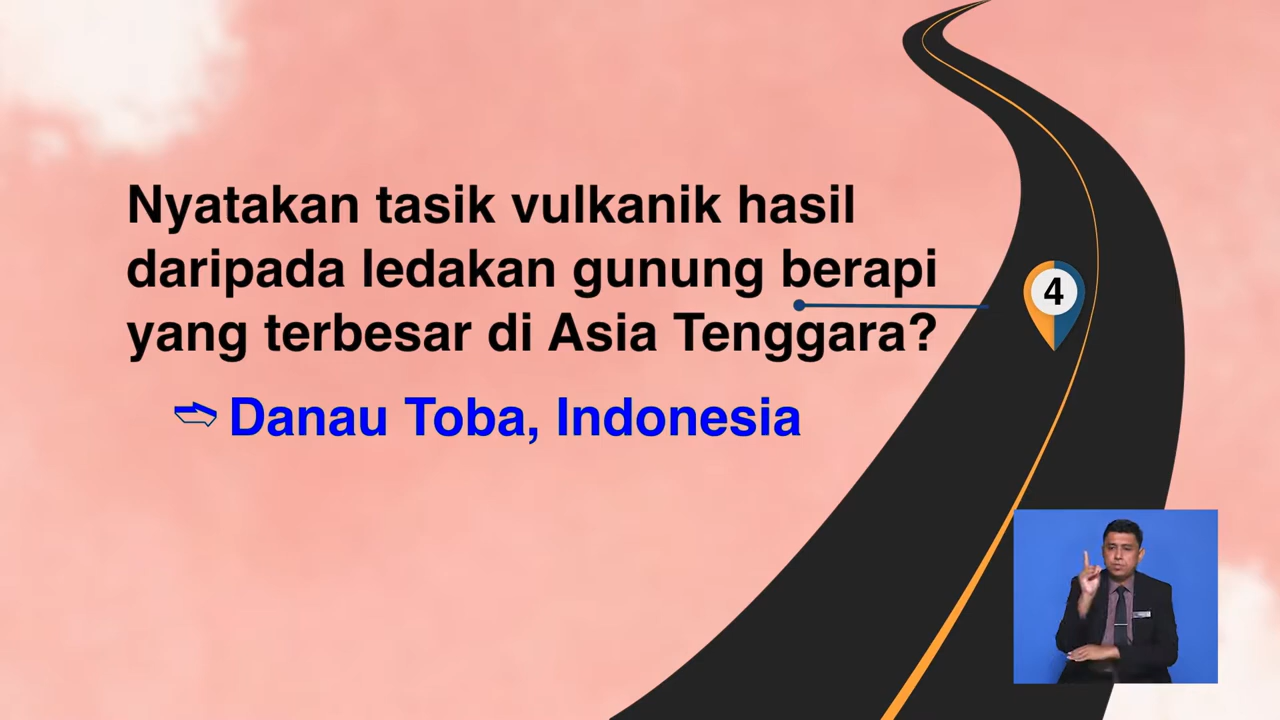 Nyatakan tasik vulkanik hasil
daripada ledakan gunung berapi
yang terbesar di Asia Tenggara?
➯ Danau Toba, Indonesia
4